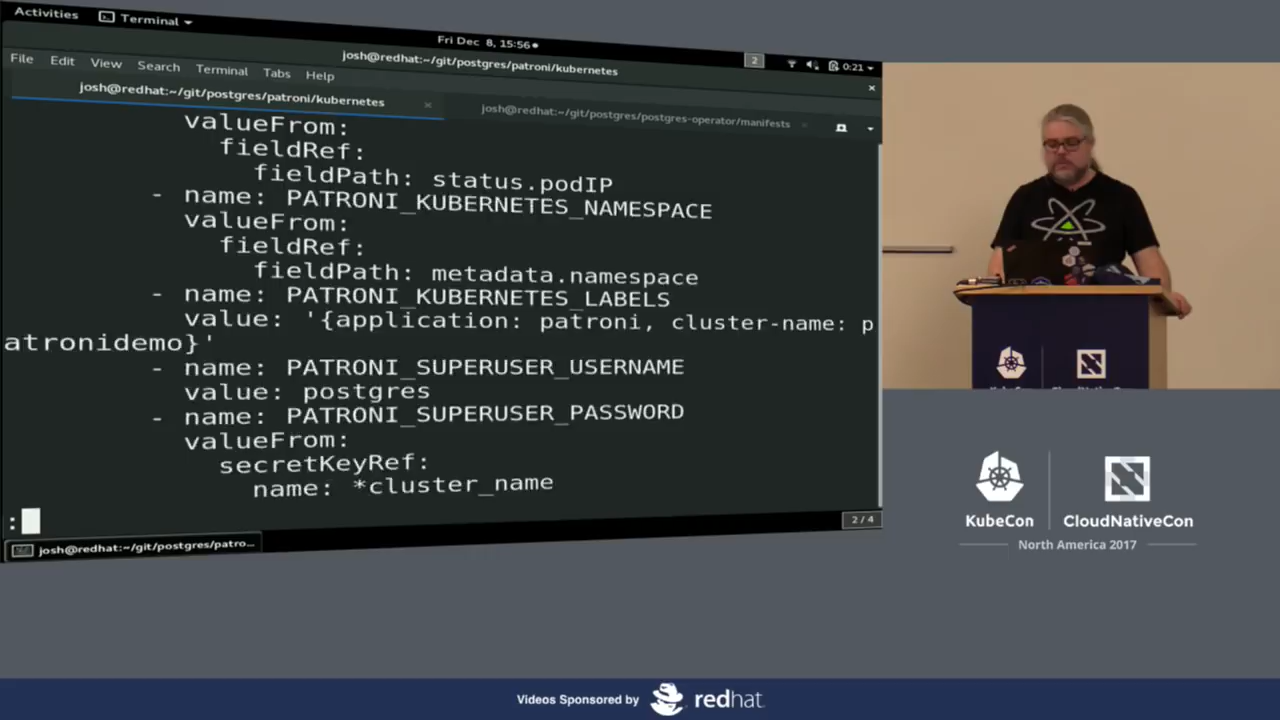 Activities
Terminal
Fri Dec 8, 15:56
josh@redhat:~/git/postgres/patroni/kubernetes
2
0:21
File Edit View Search Terminal Tabs Help
josh@redhat:~/git/postgres/patroni/kubernetes
josh@redhat:~/git/postgres/postgres-operator/manifests
valueFrom:
fieldRef:
fieldPath: status.podIP
- name: PATRONI_KUBERNETES_NAMESPACE
valueFrom:
fieldRef:
fieldPath: metadata.namespace
- name: PATRONI_KUBERNETES_LABELS
value: '{application: patroni, cluster-name: p
atronidemo}'
- name: PATRONI_SUPERUSER_USERNAME
value: postgres
- name: PATRONI_SUPERUSER_PASSWORD
valueFrom:
secretKeyRef:
name: *cluster_name
:
josh@redhat:~/git/postgres/patro...
2 / 4
KubeCon
CloudNativeCon
North America 2017
Videos Sponsored by
redhat.